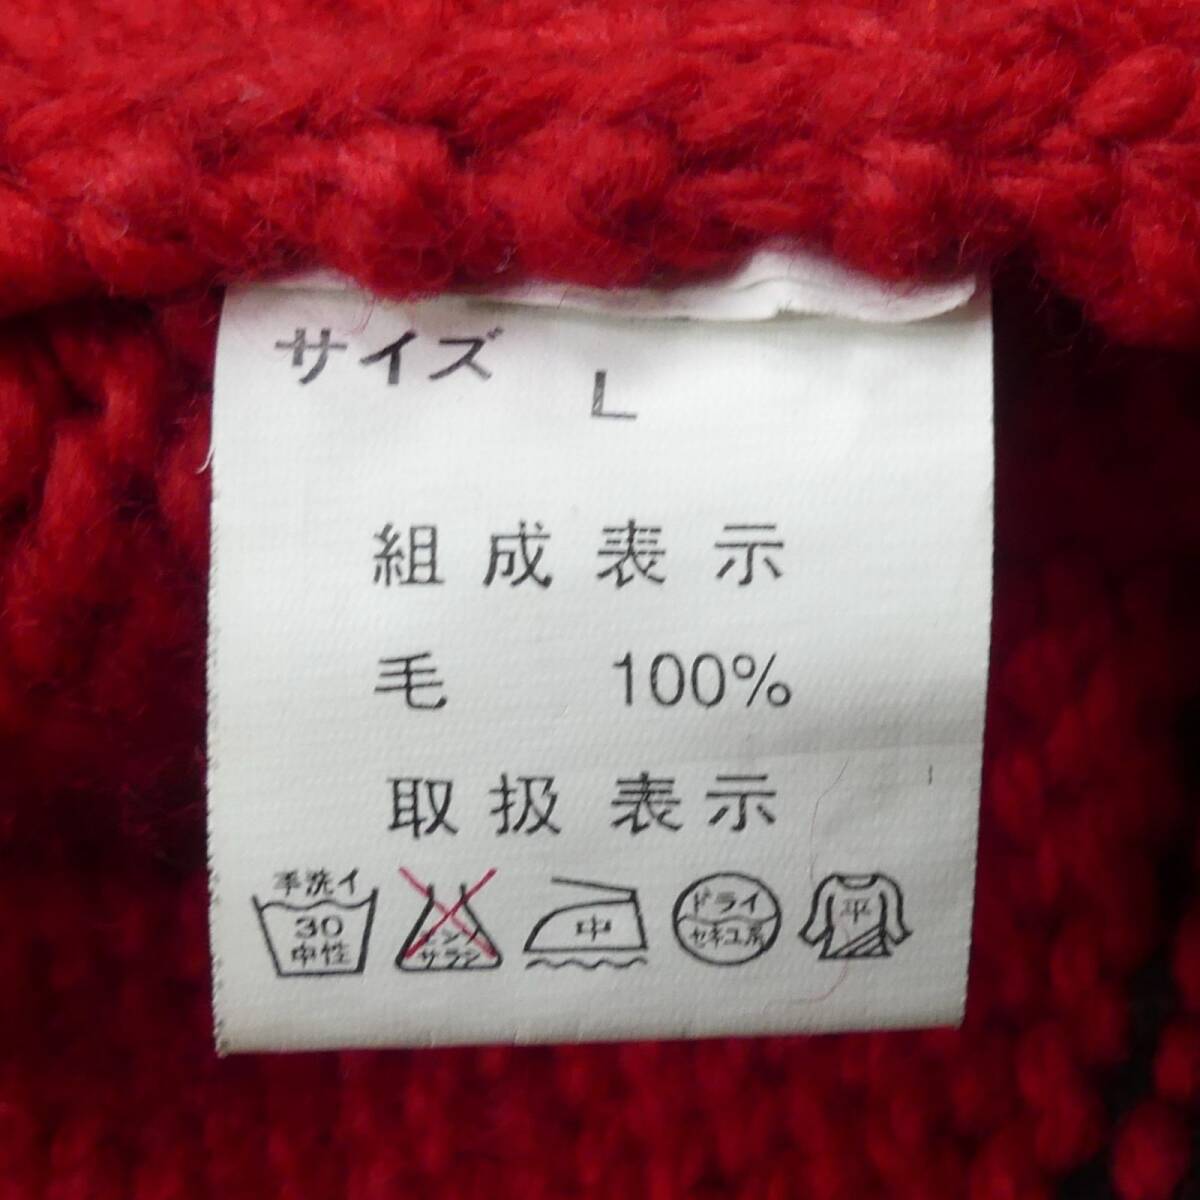 サイズ L
組成表示
毛 100%
取扱表示
手洗イ
30
中性
エンソ
サラシ
中
ドライ
セキユ系
平